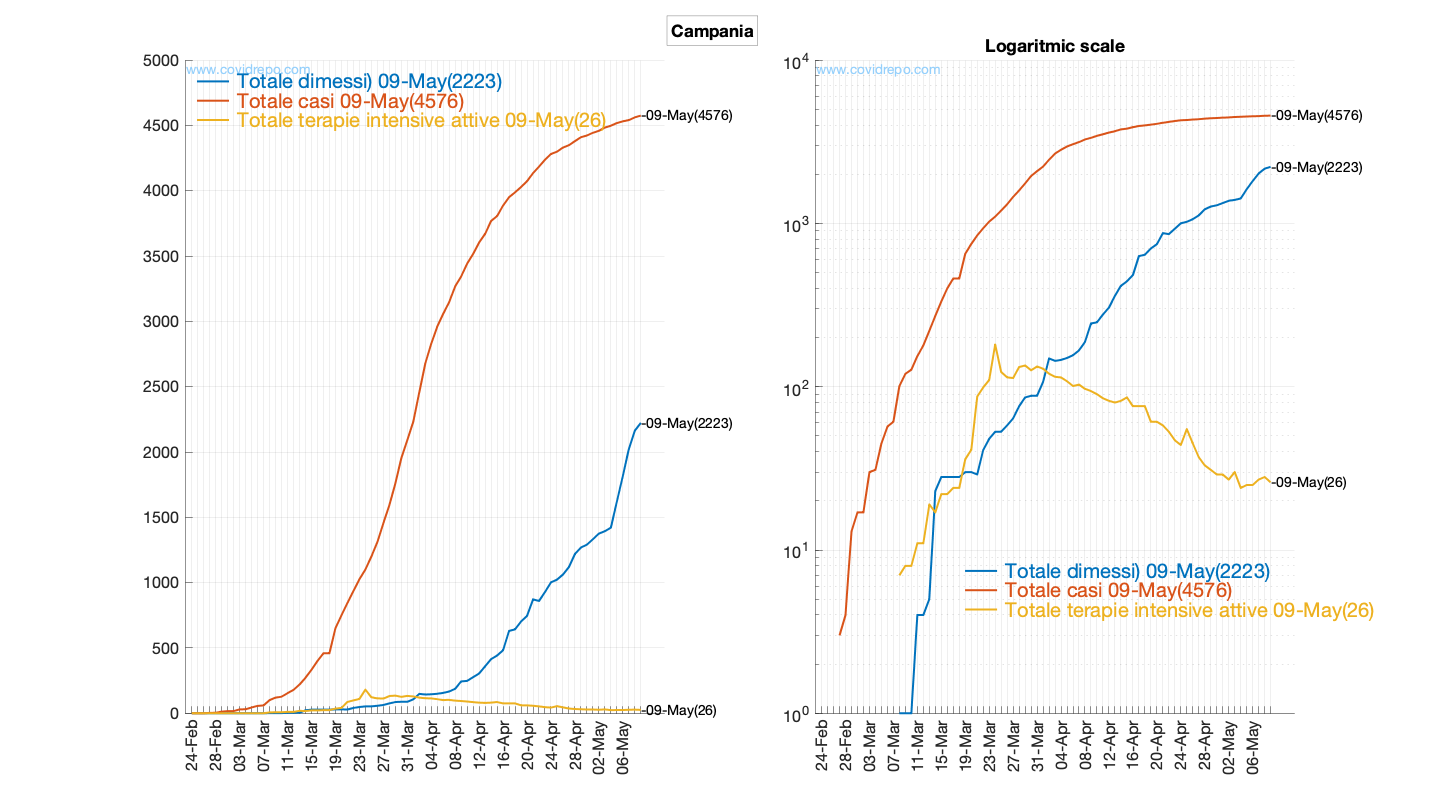 Campania
Logaritmic scale
www.covidrepo.com
Totale dimessi) 09-May(2223)
Totale casi 09-May(4576)
Totale terapie intensive attive 09-May(26)
5000
4500
4000
3500
3000
2500
2000
1500
1000
500
0
-09-May(4576)
-09-May(2223)
-09-May(26)
24-Feb
28-Feb
03-Mar
07-Mar
11-Mar
15-Mar
19-Mar
23-Mar
27-Mar
31-Mar
04-Apr
08-Apr
12-Apr
16-Apr
20-Apr
24-Apr
28-Apr
02-May
06-May
www.covidrepo.com
10^4
10^3
10^2
10^1
10^0
-09-May(4576)
-09-May(2223)
-09-May(26)
Totale dimessi) 09-May(2223)
Totale casi 09-May(4576)
Totale terapie intensive attive 09-May(26)
24-Feb
28-Feb
03-Mar
07-Mar
11-Mar
15-Mar
19-Mar
23-Mar
27-Mar
31-Mar
04-Apr
08-Apr
12-Apr
16-Apr
20-Apr
24-Apr
28-Apr
02-May
06-May